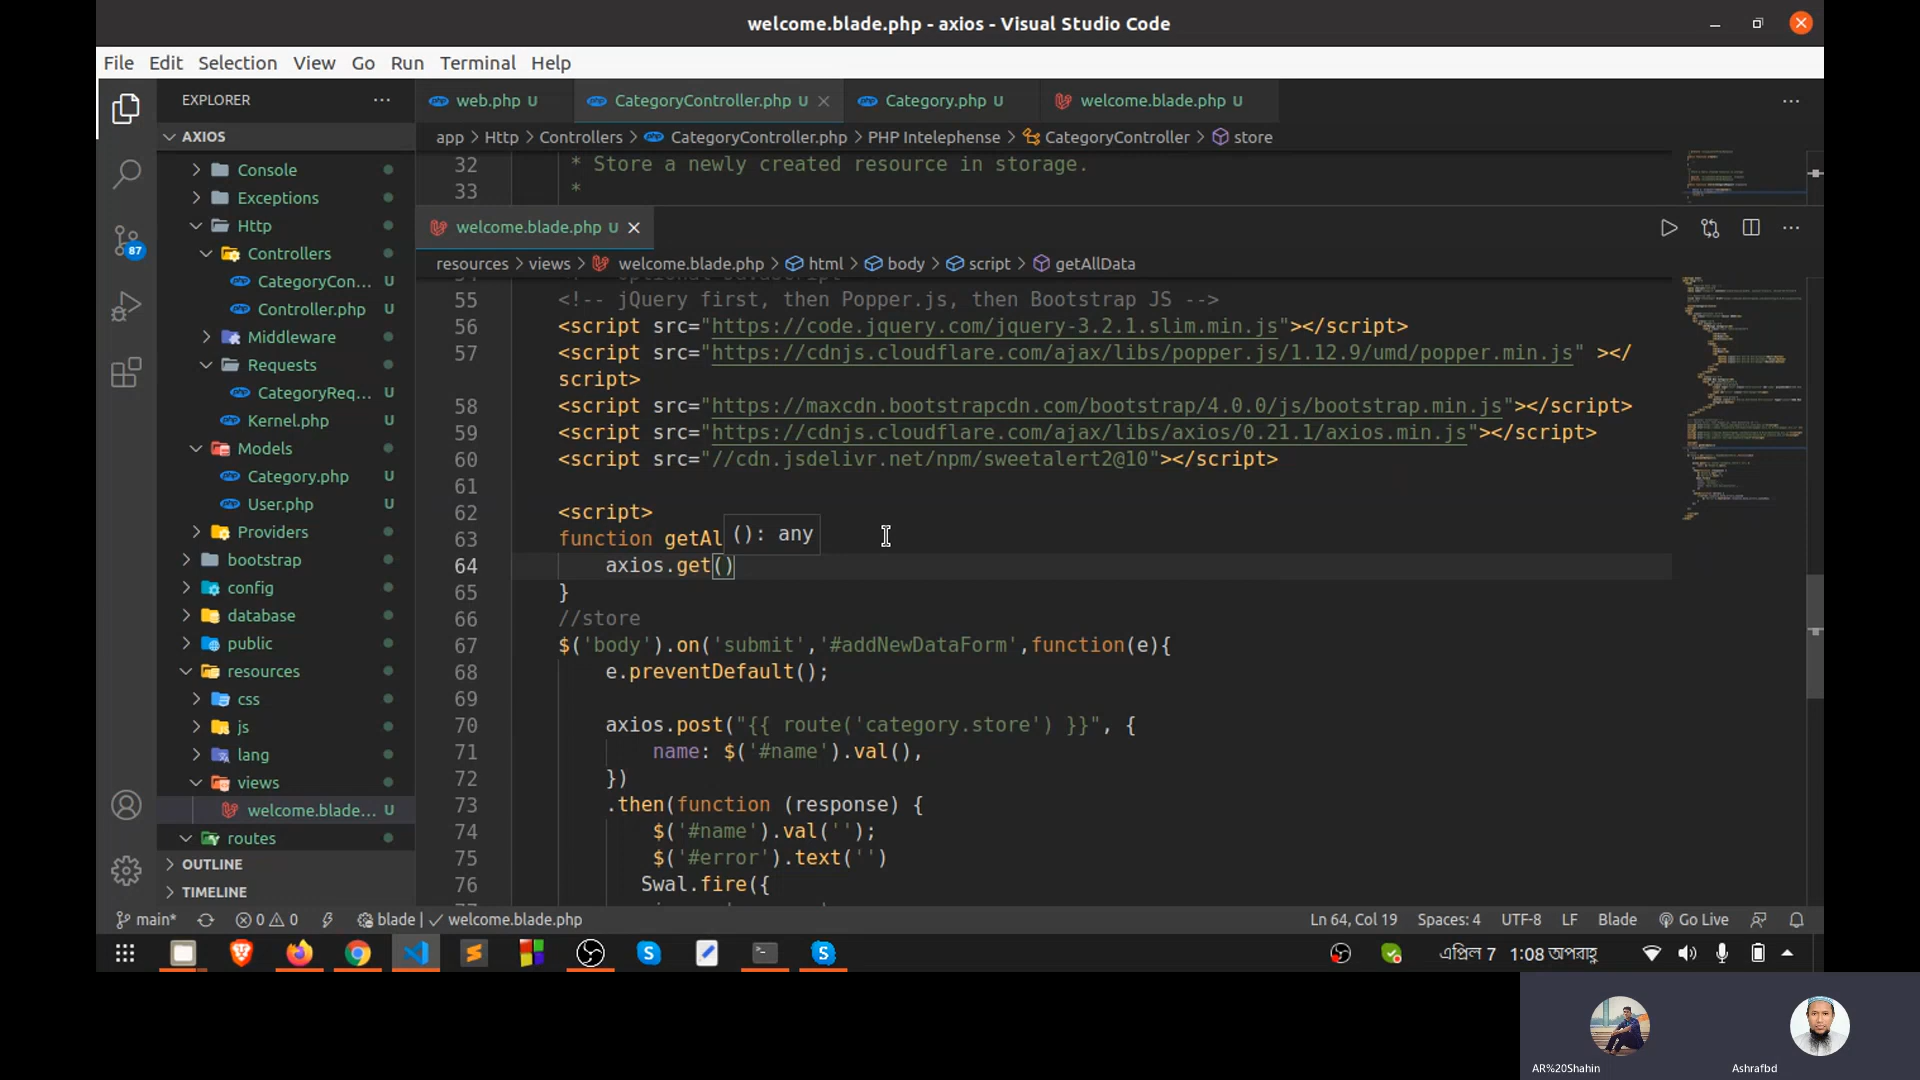 welcome.blade.php - axios - Visual Studio Code
File Edit Selection View Go Run Terminal Help
EXPLORER ···
web.php U
CategoryController.php U
Category.php U
welcome.blade.php U
app > Http > Controllers > CategoryController.php > PHP Intelephense > CategoryController > store
32 * Store a newly created resource in storage.
33 *
AXIOS
Console
Exceptions
Http
Controllers
CategoryCon... U
Controller.php U
Middleware
Requests
CategoryReq... U
Kernel.php U
Models
Category.php U
User.php U
Providers
bootstrap
config
database
public
resources
css
js
lang
views
welcome.blade... U
routes
OUTLINE
TIMELINE
87
welcome.blade.php U
resources > views > welcome.blade.php > html > body > script > getAllData
55 <!-- jQuery first, then Popper.js, then Bootstrap JS -->
56 <script src="https://code.jquery.com/jquery-3.2.1.slim.min.js"></script>
57 <script src="https://cdnjs.cloudflare.com/ajax/libs/popper.js/1.12.9/umd/popper.min.js" ></
script>
58 <script src="https://maxcdn.bootstrapcdn.com/bootstrap/4.0.0/js/bootstrap.min.js"></script>
59 <script src="https://cdnjs.cloudflare.com/ajax/libs/axios/0.21.1/axios.min.js"></script>
60 <script src="//cdn.jsdelivr.net/npm/sweetalert2@10"></script>
61
62 <script>
63 function getAl
(): any
64 axios.get()
65 }
66 //store
67 $('body').on('submit','#addNewDataForm',function(e){
68 e.preventDefault();
69
70 axios.post("{{ route('category.store') }}", {
71 name: $('#name').val(),
72 })
73 .then(function (response) {
74 $('#name').val('');
75 $('#error').text('')
76 Swal.fire({
main* 0 0 blade | welcome.blade.php Ln 64, Col 19 Spaces: 4 UTF-8 LF Blade Go Live
এপ্রিল 7 1:08 অপরাহ্ণ
AR%20Shahin
Ashrafbd